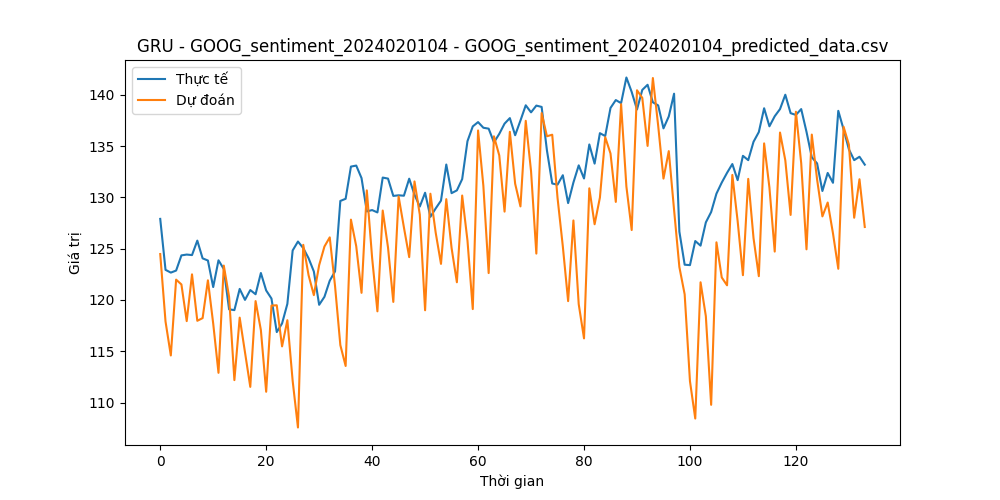 GRU - GOOG_sentiment_2024020104 - GOOG_sentiment_2024020104_predicted_data.csv
Thực tế
Dự đoán
Giá trị
140
135
130
125
120
115
110
0 20 40 60 80 100 120
Thời gian